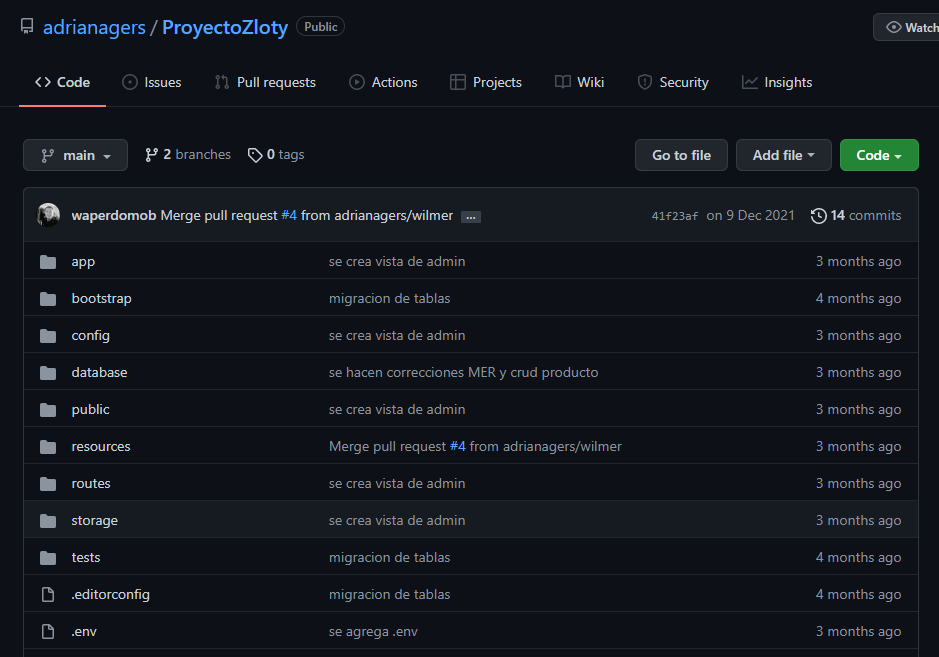 adrianagers / ProyectoZloty Public Watch
Code Issues Pull requests Actions Projects Wiki Security Insights
main 2 branches 0 tags Go to file Add file Code
waperdomob Merge pull request #4 from adrianagers/wilmer ... 41f23af on 9 Dec 2021 14 commits
app se crea vista de admin 3 months ago
bootstrap migracion de tablas 4 months ago
config se crea vista de admin 3 months ago
database se hacen correcciones MER y crud producto 3 months ago
public se crea vista de admin 3 months ago
resources Merge pull request #4 from adrianagers/wilmer 3 months ago
routes se crea vista de admin 3 months ago
storage se crea vista de admin 3 months ago
tests migracion de tablas 4 months ago
.editorconfig migracion de tablas 4 months ago
.env se agrega .env 3 months ago